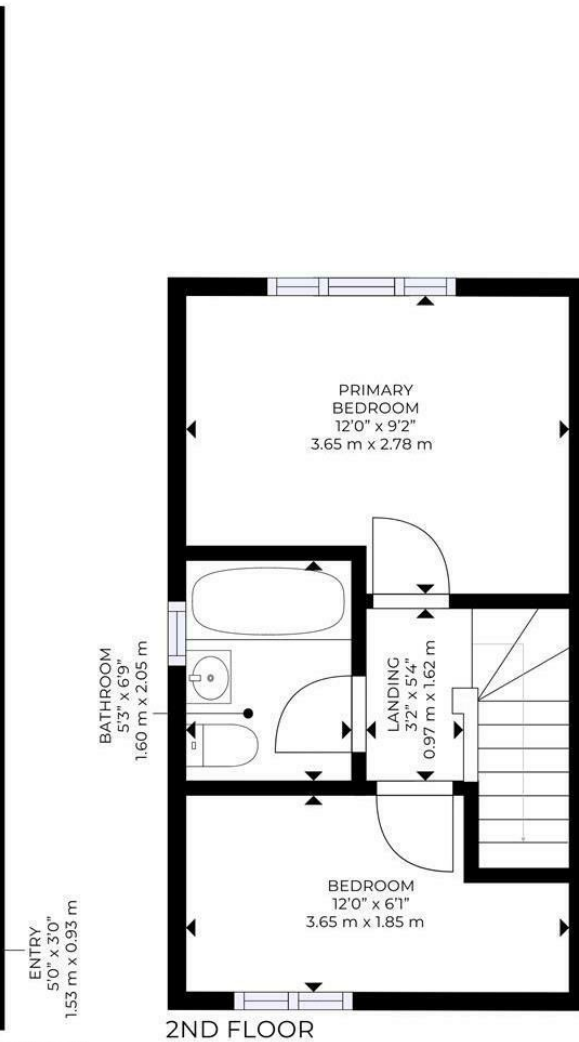 PRIMARY
BEDROOM
12'0" x 9'2"
3.65 m x 2.78 m
BATHROOM
5'3" x 6'9"
1.60 m x 2.05 m
LANDING
3'2" x 5'4"
0.97 m x 1.62 m
BEDROOM
12'0" x 6'1"
3.65 m x 1.85 m
ENTRY
5'0" x 3'0"
1.53 m x 0.93 m
2ND FLOOR